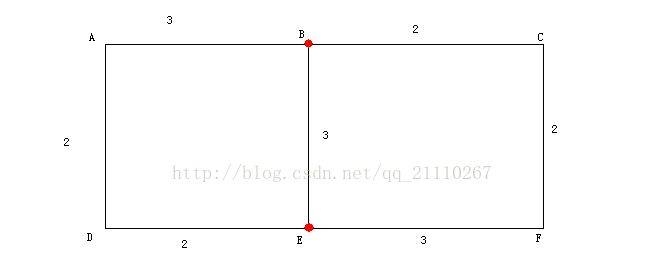 3
A B 2 C
2 3 2
http://blog.csdn.net/qq_21110267
D 2 E 3 F